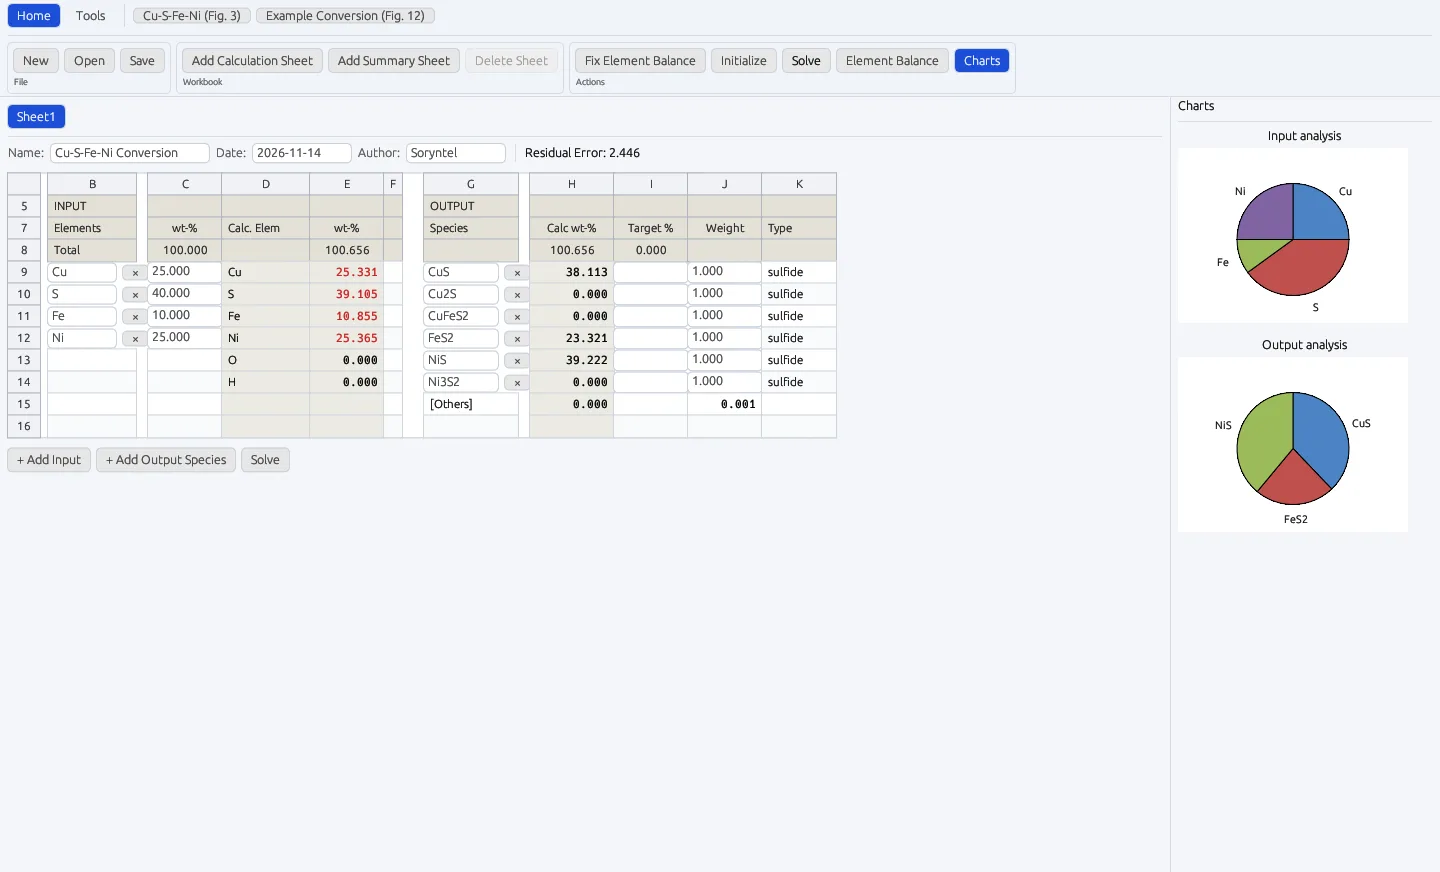 Home Tools Cu-S-Fe-Ni (Fig. 3) Example Conversion (Fig. 12)
New Open Save Add Calculation Sheet Add Summary Sheet Delete Sheet Fix Element Balance Initialize Solve Element Balance Charts
File Workbook Actions
Sheet1
Name: Cu-S-Fe-Ni Conversion Date: 2026-11-14 Author: Soryntel Residual Error: 2.446
B C D E F G H I J K
5 INPUT OUTPUT
7 Elements wt-% Calc. Elem wt-% Species Calc wt-% Target % Weight Type
8 Total 100.000 100.656 100.656 0.000
9 Cu × 25.000 Cu 25.331 CuS × 38.113 1.000 sulfide
10 S × 40.000 S 39.105 Cu2S × 0.000 1.000 sulfide
11 Fe × 10.000 Fe 10.855 CuFeS2 × 0.000 1.000 sulfide
12 Ni × 25.000 Ni 25.365 FeS2 × 23.321 1.000 sulfide
13 O 0.000 NiS × 39.222 1.000 sulfide
14 H 0.000 Ni3S2 × 0.000 1.000 sulfide
15 [Others] 0.000 0.001
16
+ Add Input + Add Output Species Solve
Charts
Input analysis
Ni Cu
Fe
S
Output analysis
NiS CuS
FeS2